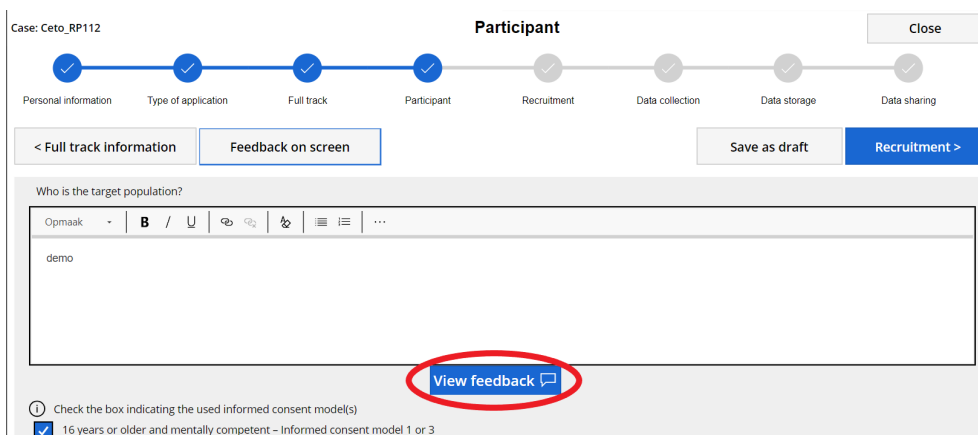 Case: Ceto_RP112 Participant Close
Personal information Type of application Full track Participant Recruitment Data collection Data storage Data sharing
< Full track information Feedback on screen Save as draft Recruitment >
Who is the target population?
Opmaak B I U ...
demo
View feedback
Check the box indicating the used informed consent model(s)
16 years or older and mentally competent – Informed consent model 1 or 3